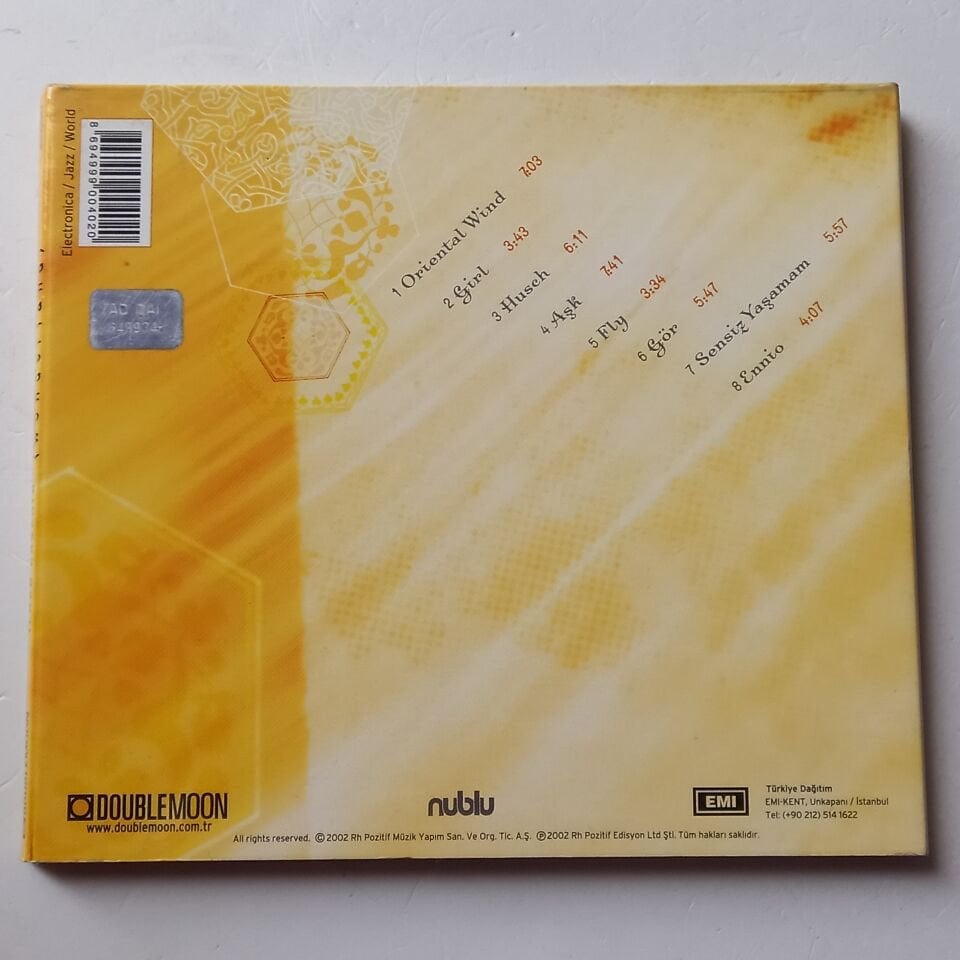 Electronica / Jazz / World
8 694999 004020
1 Oriental Wind 7:03
2 Girl 3:43
3 Husch 6:11
4 Aşk 7:41
5 Fly 3:34
6 Gör 5:47
7 Sensiz Yaşamam 5:57
8 Ennio 4:07
DOUBLEMOON
www.doublemoon.com.tr
nublu
EMI
Türkiye Dağıtım
EMI-KENT, Unkapanı / İstanbul
Tel: (+90 212) 514 1622
All rights reserved. ©2002 Rh Pozitif Müzik Yapım San. Ve Org. Tic. A.Ş. ℗2002 Rh Pozitif Edisyon Ltd Şti. Tüm hakları saklıdır.